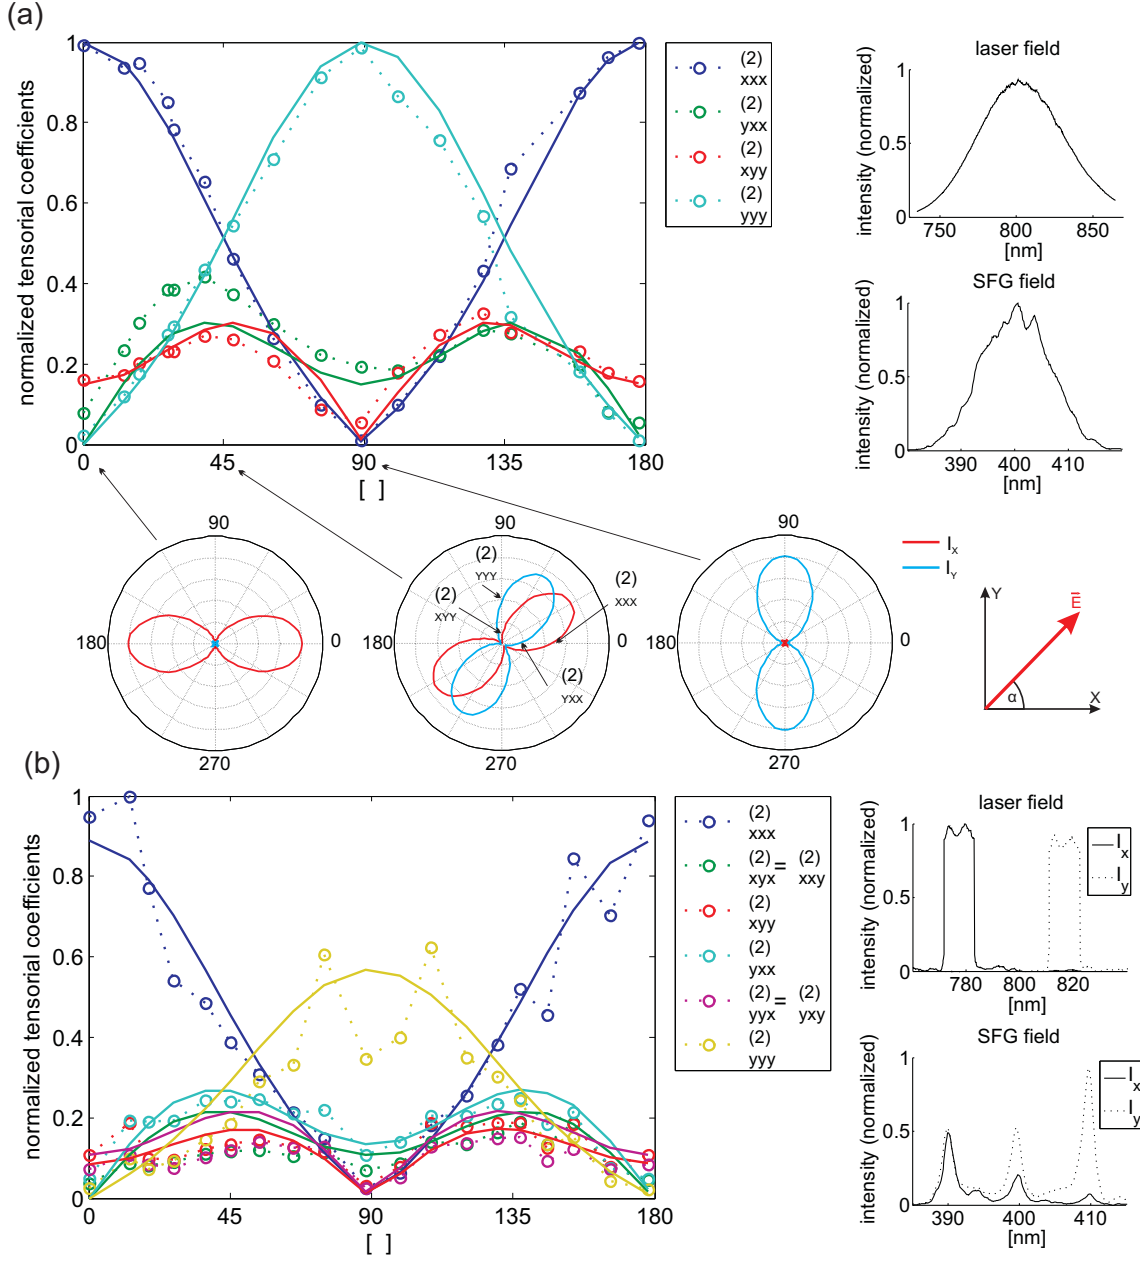 (a)
normalized tensorial coefficients
1
0.8
0.6
0.4
0.2
0
0 45 90 135 180
[ ]
(2)
xxx
(2)
yxx
(2)
xyy
(2)
yyy
laser field
intensity (normalized)
1
0.5
0
750 800 850
[nm]
SFG field
intensity (normalized)
1
0.5
0
390 400 410
[nm]
90
180
0
270
90
(2)
YYY
(2)
XYY
(2)
XXX
(2)
YXX
180
0
270
90
180
0
270
Ix
IY
Y
E
α
X
(b)
normalized tensorial coefficients
1
0.8
0.6
0.4
0.2
0
0 45 90 135 180
[ ]
(2)
xxx
(2)= (2)
xyx xxy
(2)
xyy
(2)
yxx
(2)= (2)
yyx yxy
(2)
yyy
laser field
intensity (normalized)
1
0.5
0
780 800 820
[nm]
Ix
Iy
SFG field
intensity (normalized)
1
0.5
0
390 400 410
[nm]
Ix
Iy